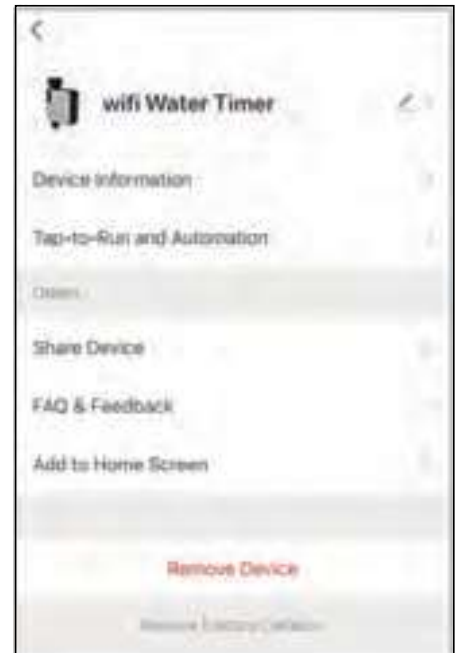 wifi Water Timer
Device Information
Tap-to-Run and Automation
Others
Share Device
FAQ & Feedback
Add to Home Screen
Remove Device